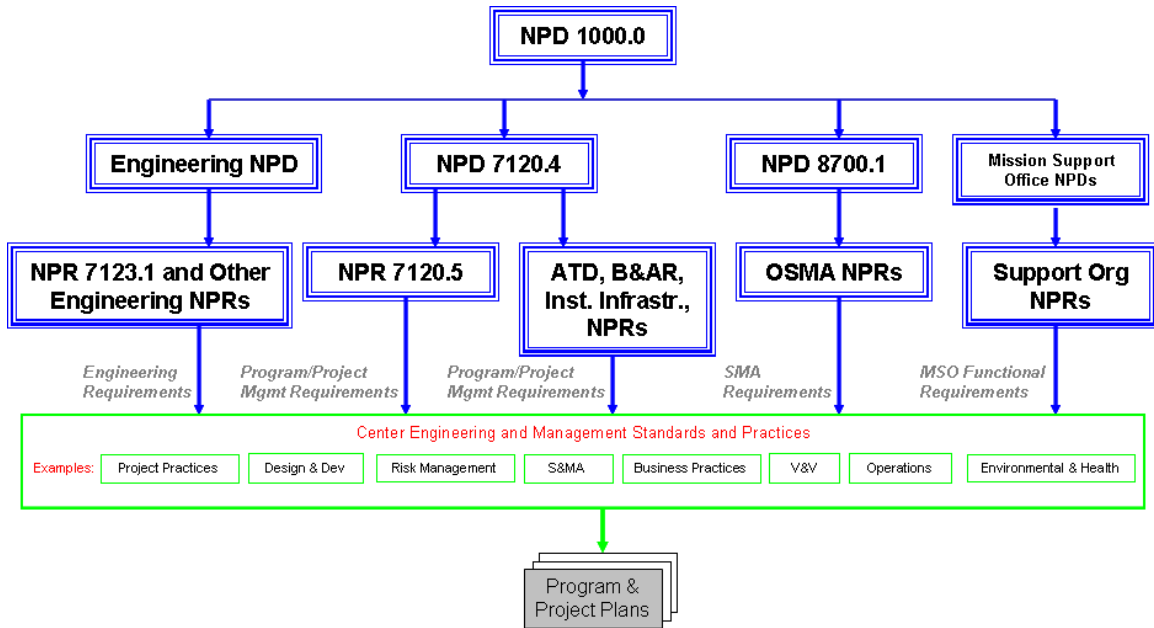 NPD 1000.0
Engineering NPD
NPD 7120.4
NPD 8700.1
Mission Support
Office NPDs
NPR 7123.1 and Other
Engineering NPRs
NPR 7120.5
ATD, B&AR,
Inst. Infrastr.,
NPRs
OSMA NPRs
Support Org
NPRs
Engineering
Requirements
Program/Project
Mgmt Requirements
Program/Project
Mgmt Requirements
SMA
Requirements
MSO Functional
Requirements
Center Engineering and Management Standards and Practices
Examples:
Project Practices
Design & Dev
Risk Management
S&MA
Business Practices
V&V
Operations
Environmental & Health
Program &
Project Plans